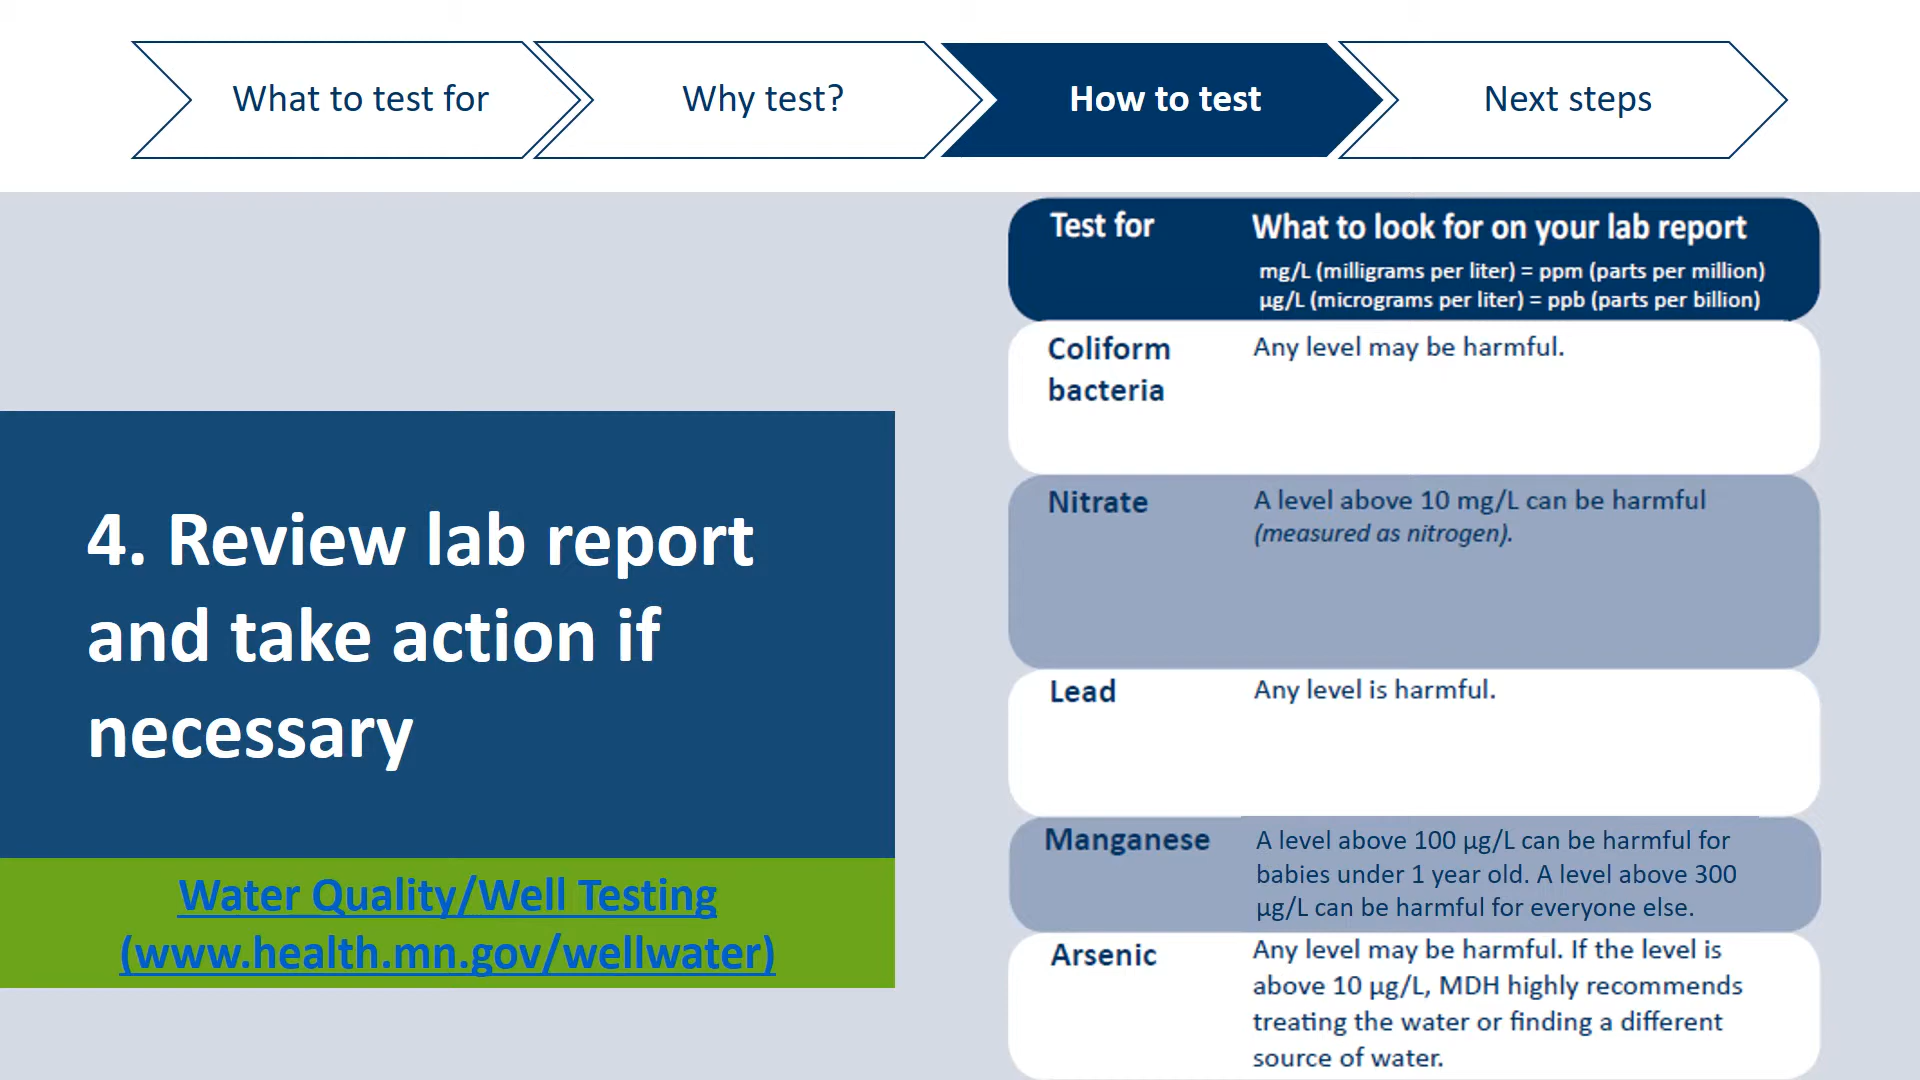 What to test for
Why test?
How to test
Next steps
4. Review lab report
and take action if
necessary
Water Quality/Well Testing
(www.health.mn.gov/wellwater)
Test for
What to look for on your lab report
mg/L (milligrams per liter) = ppm (parts per million)
µg/L (micrograms per liter) = ppb (parts per billion)
Coliform
bacteria
Any level may be harmful.
Nitrate
A level above 10 mg/L can be harmful
(measured as nitrogen).
Lead
Any level is harmful.
Manganese
A level above 100 µg/L can be harmful for
babies under 1 year old. A level above 300
µg/L can be harmful for everyone else.
Arsenic
Any level may be harmful. If the level is
above 10 µg/L, MDH highly recommends
treating the water or finding a different
source of water.